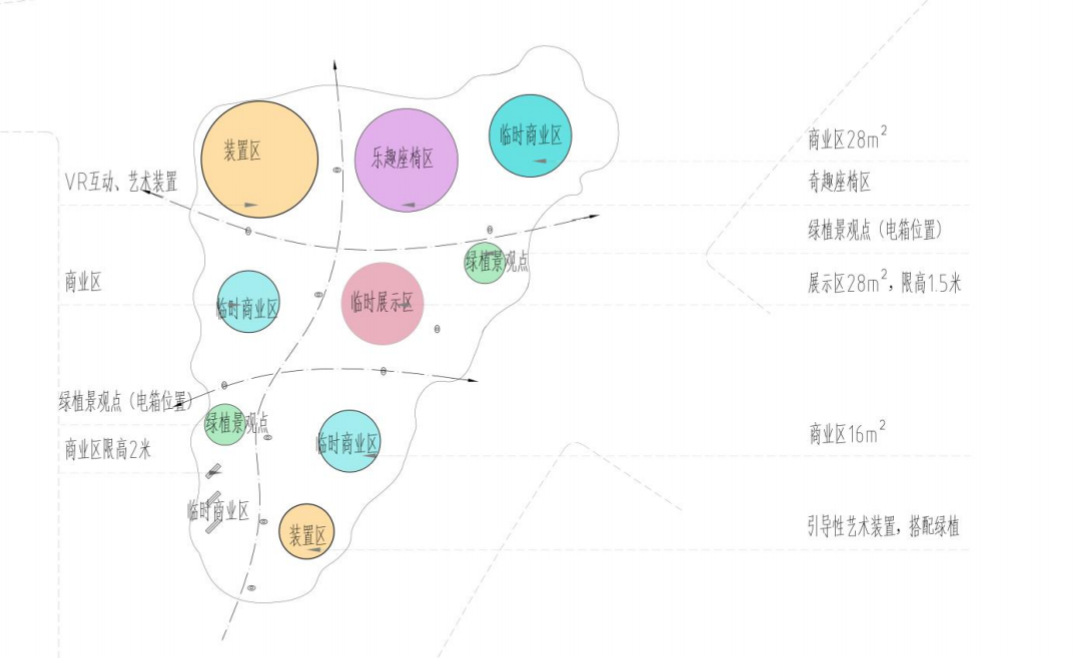 临时商业区
商业区28m²
装置区
乐趣座椅区
VR互动、艺术装置
奇趣座椅区
绿植景观点（电箱位置）
绿植景观点
商业区
临时商业区
临时展示区
展示区28m²，限高1.5米
绿植景观点（电箱位置）
绿植景观点
商业区限高2米
临时商业区
商业区16m²
临时商业区
装置区
引导性艺术装置，搭配绿植